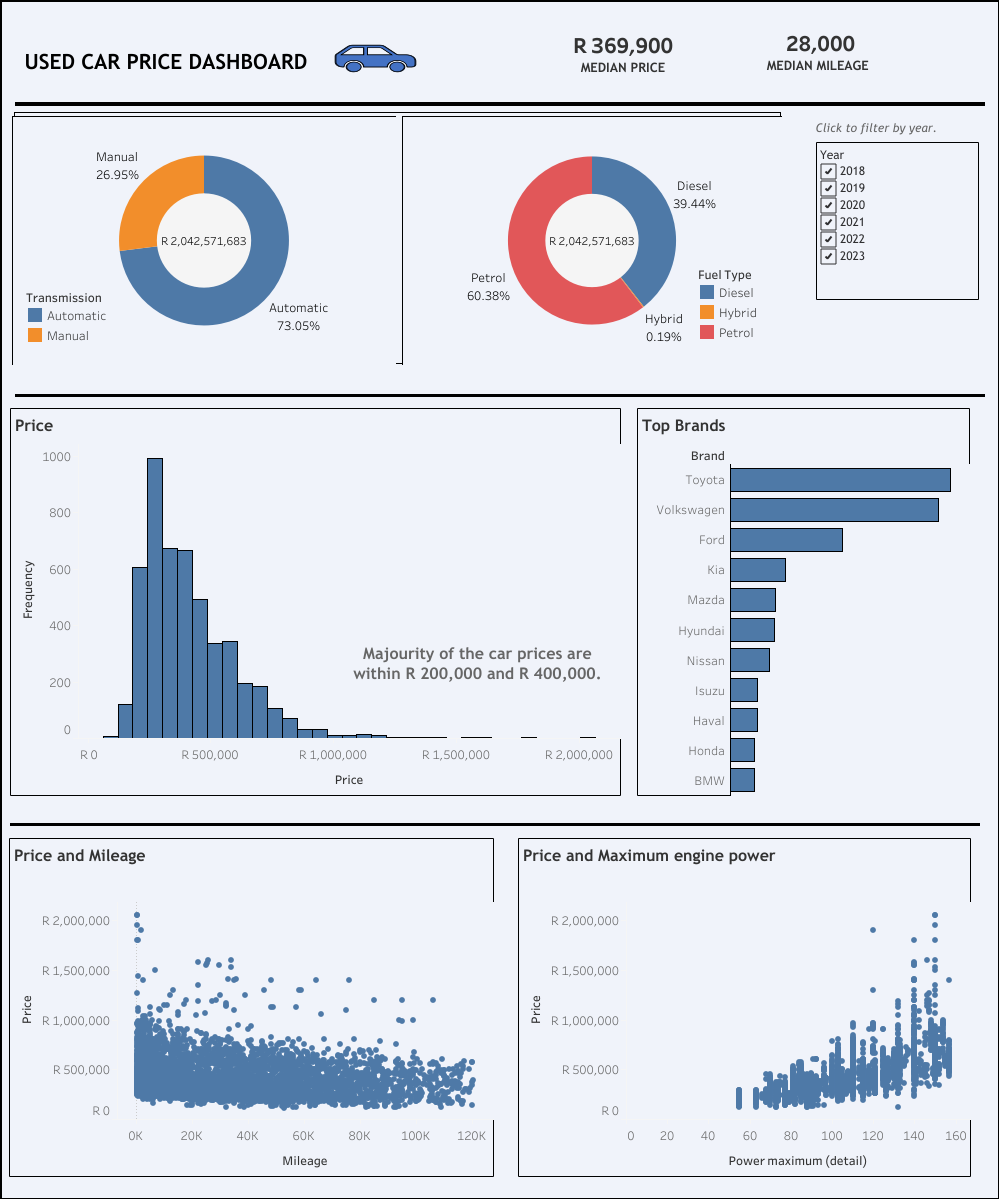 USED CAR PRICE DASHBOARD
R 369,900
MEDIAN PRICE
28,000
MEDIAN MILEAGE
Click to filter by year.
Year
2018
2019
2020
2021
2022
2023
Manual
26.95%
R 2,042,571,683
Automatic
73.05%
Transmission
Automatic
Manual
Diesel
39.44%
R 2,042,571,683
Petrol
60.38%
Hybrid
0.19%
Fuel Type
Diesel
Hybrid
Petrol
Price
1000
800
600
400
200
0
Frequency
Majourity of the car prices are
within R 200,000 and R 400,000.
R 0
R 500,000
R 1,000,000
R 1,500,000
R 2,000,000
Price
Top Brands
Brand
Toyota
Volkswagen
Ford
Kia
Mazda
Hyundai
Nissan
Isuzu
Haval
Honda
BMW
Price and Mileage
R 2,000,000
R 1,500,000
R 1,000,000
R 500,000
R 0
Price
0K
20K
40K
60K
80K
100K
120K
Mileage
Price and Maximum engine power
R 2,000,000
R 1,500,000
R 1,000,000
R 500,000
R 0
Price
0
20
40
60
80
100
120
140
160
Power maximum (detail)